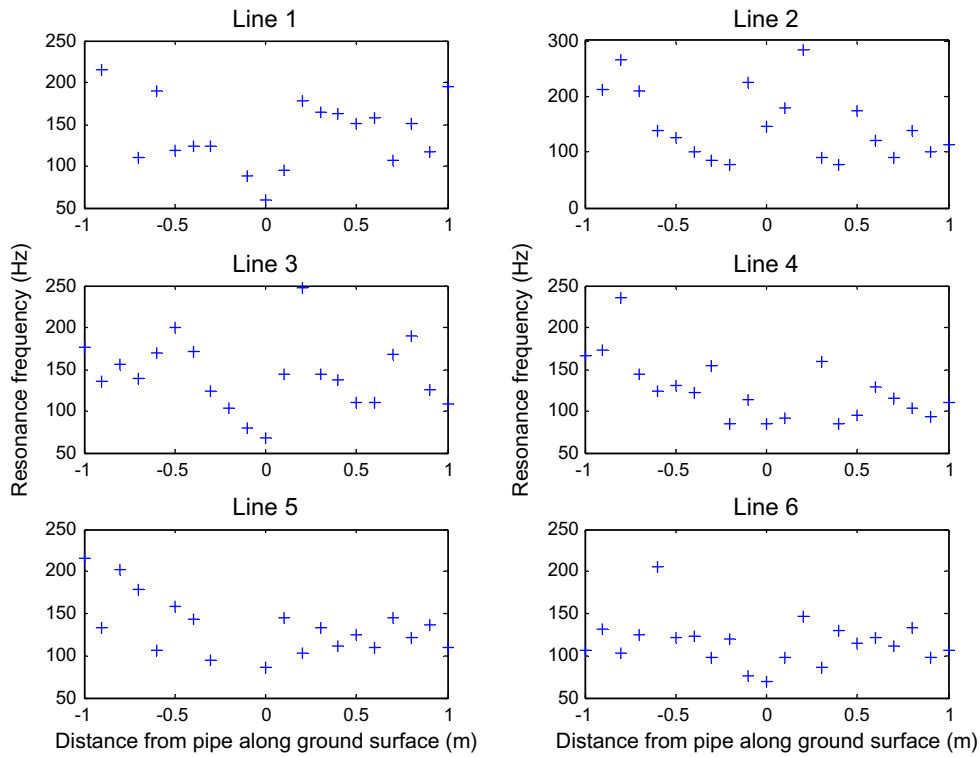 Line 1
250
200
150
100
50
-1 -0.5 0 0.5 1
Line 2
300
200
100
0
-1 -0.5 0 0.5 1
Resonance frequency (Hz)
Line 3
250
200
150
100
50
-1 -0.5 0 0.5 1
Resonance frequency (Hz)
Line 4
250
200
150
100
50
-1 -0.5 0 0.5 1
Line 5
250
200
150
100
50
-1 -0.5 0 0.5 1
Distance from pipe along ground surface (m)
Line 6
250
200
150
100
50
-1 -0.5 0 0.5 1
Distance from pipe along ground surface (m)